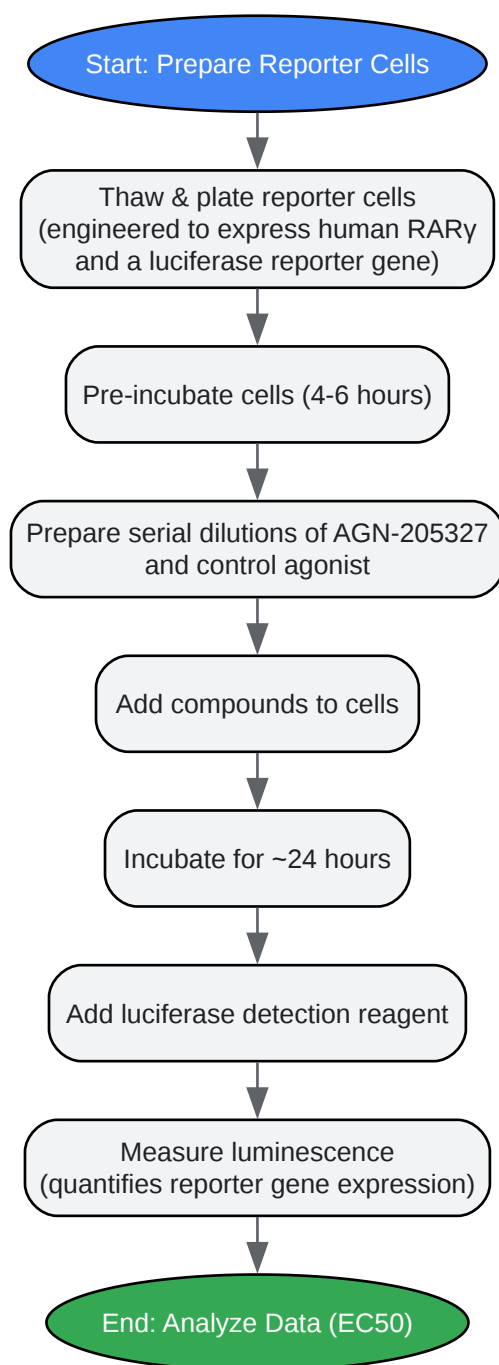 Start: Prepare Reporter Cells
Thaw & plate reporter cells
(engineered to express human RARγ
and a luciferase reporter gene)
Pre-incubate cells (4-6 hours)
Prepare serial dilutions of AGN-205327
and control agonist
Add compounds to cells
Incubate for ~24 hours
Add luciferase detection reagent
Measure luminescence
(quantifies reporter gene expression)
End: Analyze Data (EC50)